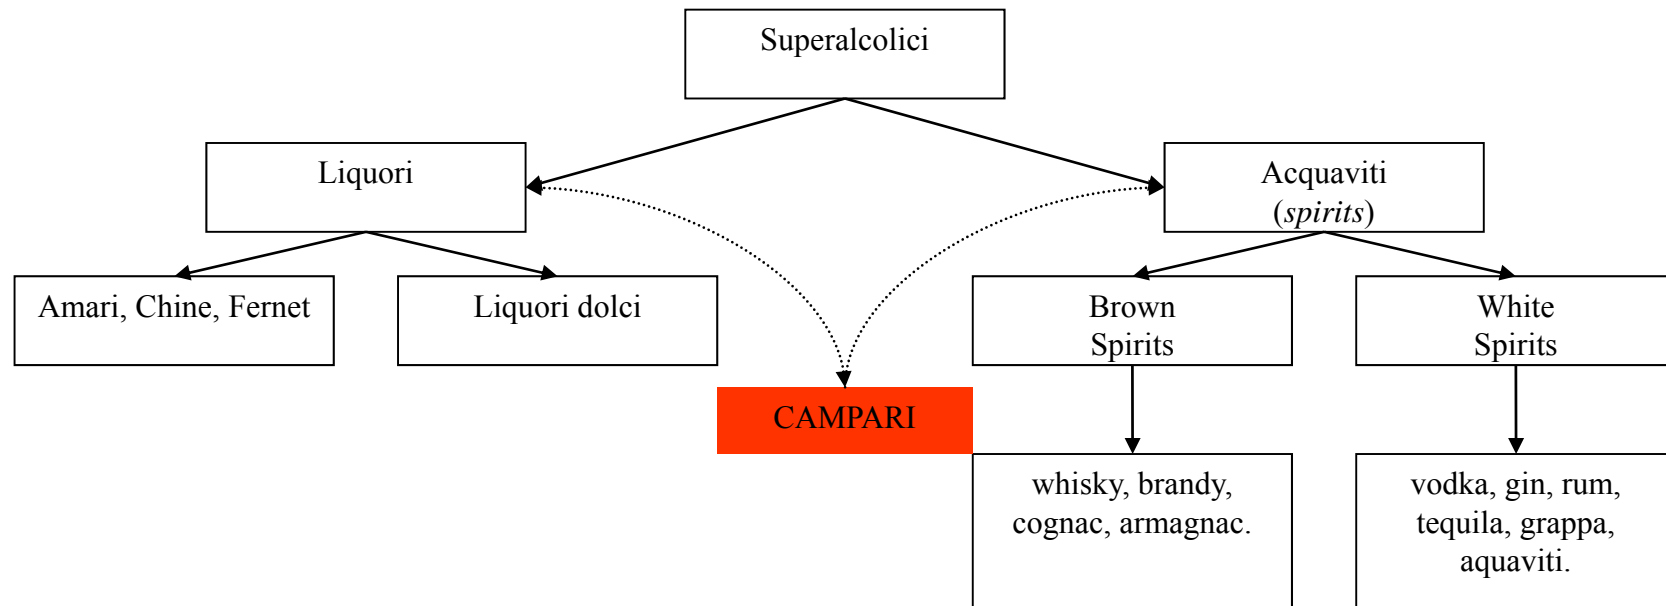 Superalcolici
Liquori
Acquaviti
(spirits)
Amari, Chine, Fernet
Liquori dolci
Brown
Spirits
White
Spirits
CAMPARI
whisky, brandy,
cognac, armagnac.
vodka, gin, rum,
tequila, grappa,
aquaviti.